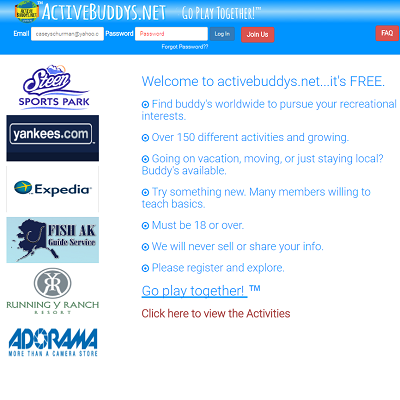 ™ACTIVEBUDDYS.NET GO PLAY TOGETHER!™
Email caseyschurman@yahoo.c Password Password Log In Join Us FAQ
Forgot Password??
Steen
SPORTS PARK
yankees.com™
Expedia®
FISH AK
Guide Service
RUNNING Y RANCH
RESORT
ADORAMA
MORE THAN A CAMERA STORE
Welcome to activebuddys.net...it's FREE.
Find buddy's worldwide to pursue your recreational
interests.
Over 150 different activities and growing.
Going on vacation, moving, or just staying local?
Buddy's available.
Try something new. Many members willing to
teach basics.
Must be 18 or over.
We will never sell or share your info.
Please register and explore.
Go play together! ™
Click here to view the Activities